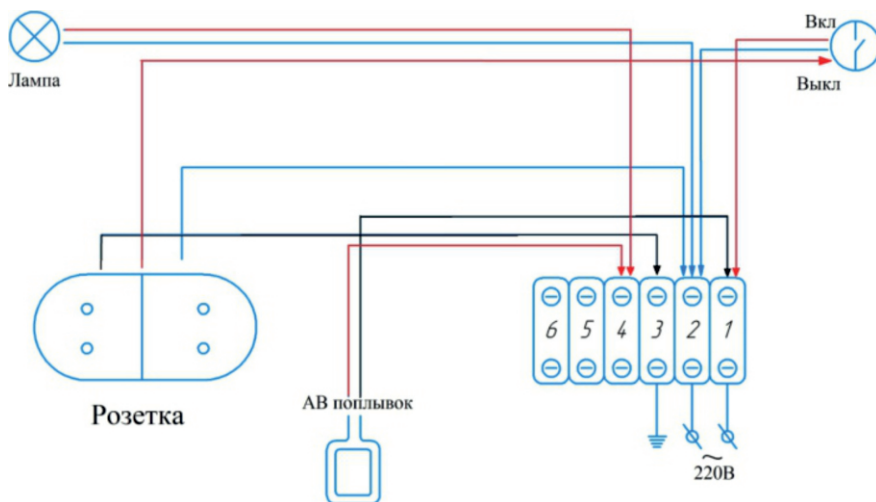 Вкл
Лампа
Выкл
6 5 4 3 2 1
АВ поплывок
Розетка
~
220В